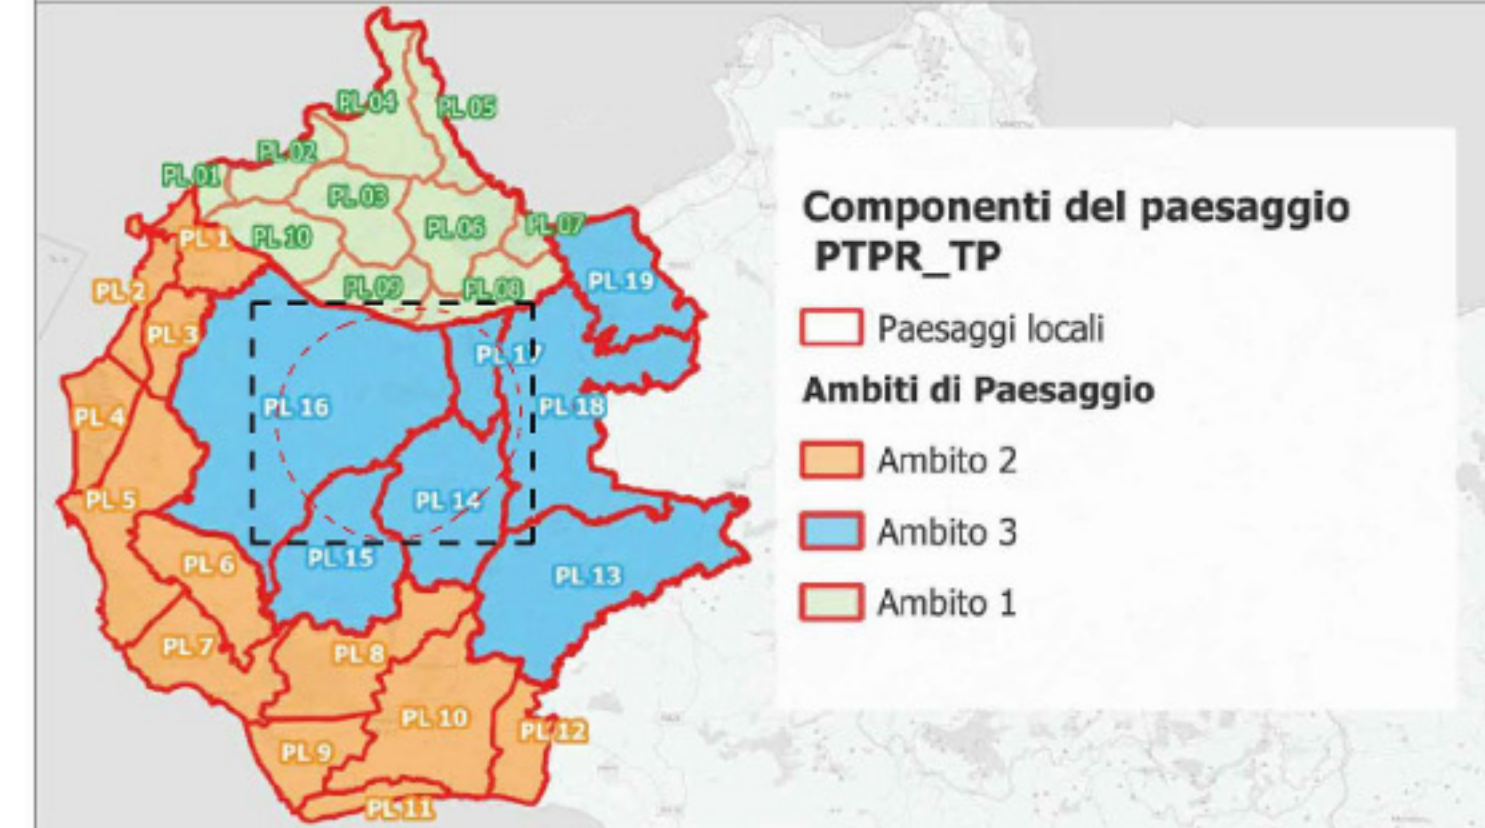 PL 04
PL 05
PL 02
PL 01
PL 03
PL 07
PL 06
PL 10
PL 1
PL 19
PL 09
PL 08
PL 2
PL 3
PL 17
PL 16
PL 18
PL 4
PL 5
PL 14
PL 15
PL 6
PL 13
PL 7
PL 8
PL 10
PL 12
PL 9
PL 11
Componenti del paesaggio
PTPR_TP
Paesaggi locali
Ambiti di Paesaggio
Ambito 2
Ambito 3
Ambito 1